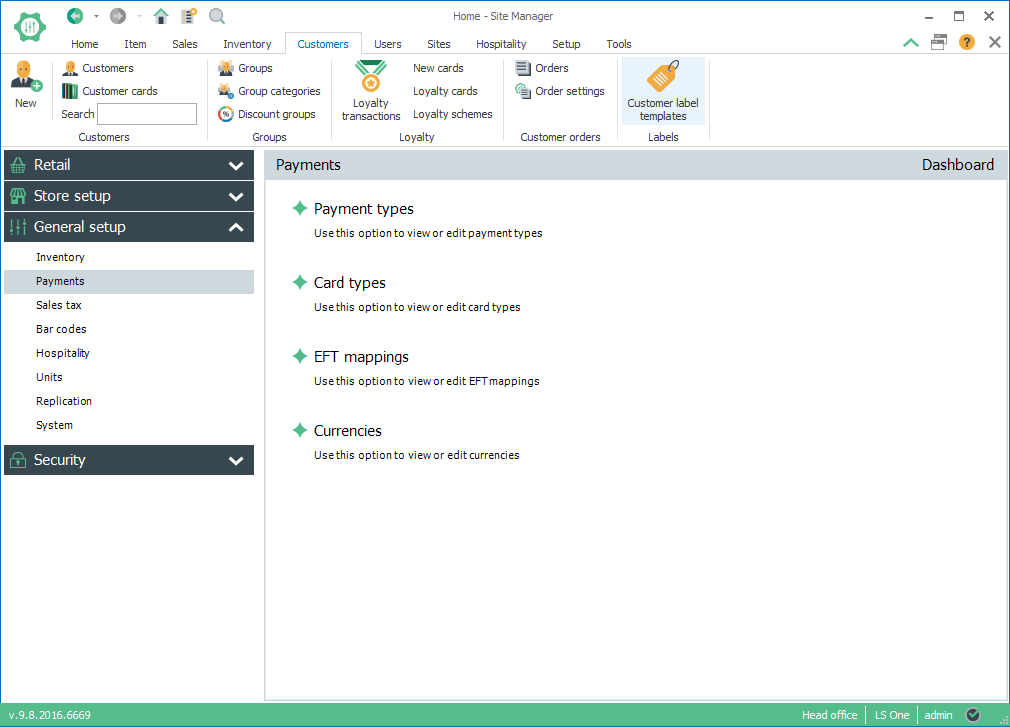 Home - Site Manager
Home Item Sales Inventory Customers Users Sites Hospitality Setup Tools
New
Customers
Customer cards
Search
Customers
Groups
Group categories
Discount groups
Groups
Loyalty
transactions
New cards
Loyalty cards
Loyalty schemes
Loyalty
Orders
Order settings
Customer orders
Customer label
templates
Labels
Retail
Store setup
General setup
Inventory
Payments
Sales tax
Bar codes
Hospitality
Units
Replication
System
Security
Payments Dashboard
Payment types
Use this option to view or edit payment types
Card types
Use this option to view or edit card types
EFT mappings
Use this option to view or edit EFT mappings
Currencies
Use this option to view or edit currencies
v.9.8.2016.6669 Head office LS One admin